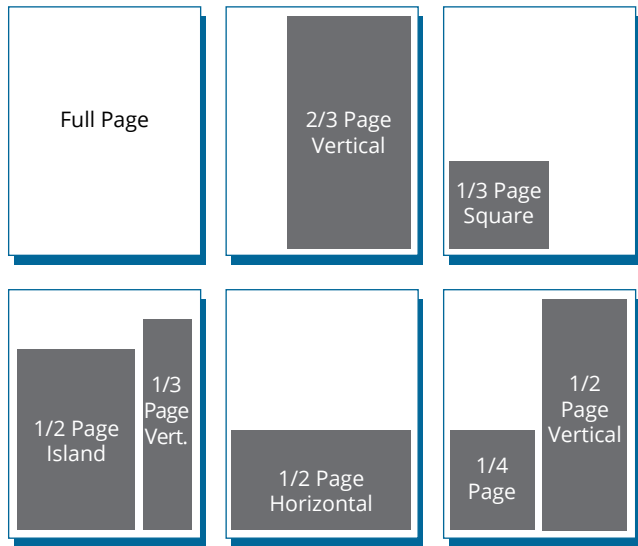 Full Page
2/3 Page
Vertical
1/3 Page
Square
1/2 Page
Island
1/3
Page
Vert.
1/2 Page
Horizontal
1/4
Page
1/2
Page
Vertical